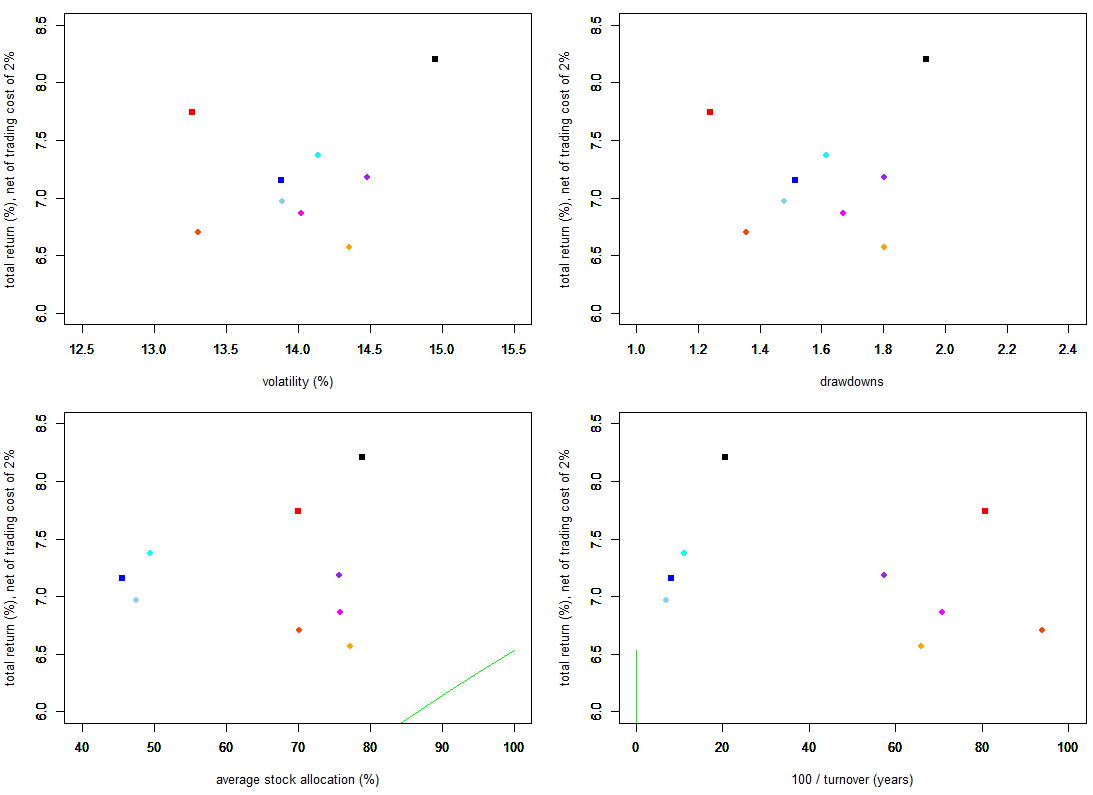 8.5
8.0
7.5
7.0
6.5
6.0
total return (%), net of trading cost of 2%
12.5 13.0 13.5 14.0 14.5 15.0 15.5
volatility (%)
8.5
8.0
7.5
7.0
6.5
6.0
total return (%), net of trading cost of 2%
1.0 1.2 1.4 1.6 1.8 2.0 2.2 2.4
drawdowns
8.5
8.0
7.5
7.0
6.5
6.0
total return (%), net of trading cost of 2%
40 50 60 70 80 90 100
average stock allocation (%)
8.5
8.0
7.5
7.0
6.5
6.0
total return (%), net of trading cost of 2%
0 20 40 60 80 100
100 / turnover (years)